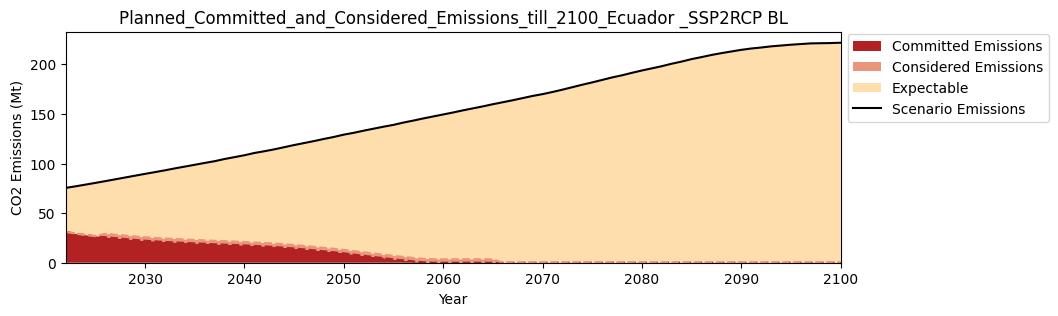 Planned_Committed_and_Considered_Emissions_till_2100_Ecuador _SSP2RCP BL
CO2 Emissions (Mt)
200
150
100
50
0
2030 2040 2050 2060 2070 2080 2090 2100
Year
Committed Emissions
Considered Emissions
Expectable
Scenario Emissions